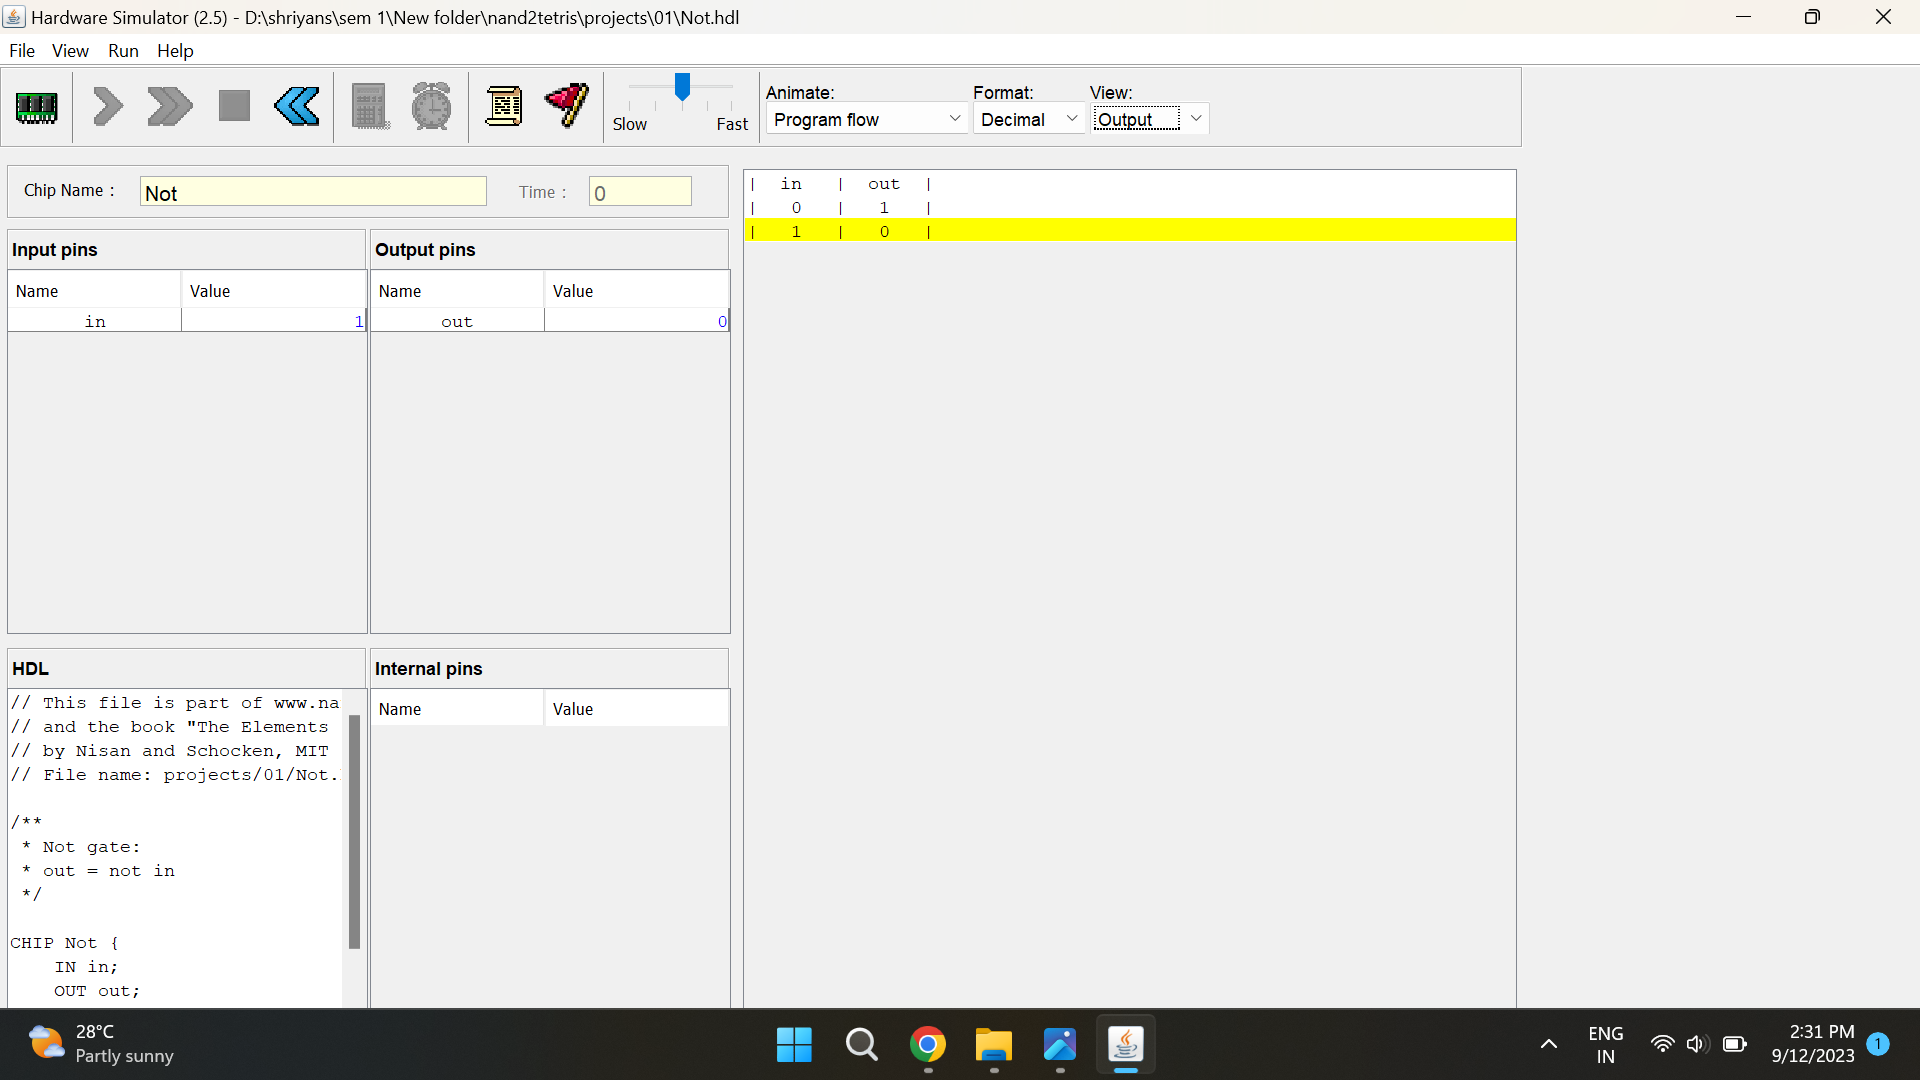 Hardware Simulator (2.5) - D:\shriyans\sem 1\New folder\nand2tetris\projects\01\Not.hdl
File View Run Help
Slow Fast
Animate: Format: View:
Program flow Decimal Output
Chip Name : Not Time : 0
Input pins Output pins
Name Value Name Value
in 1 out 0
| in | out |
| 0 | 1 |
| 1 | 0 |
HDL Internal pins
Name Value
// This file is part of www.na
// and the book "The Elements
// by Nisan and Schocken, MIT
// File name: projects/01/Not.
/**
* Not gate:
* out = not in
*/
CHIP Not {
IN in;
OUT out;
28°C
Partly sunny
ENG
IN
2:31 PM
9/12/2023
1